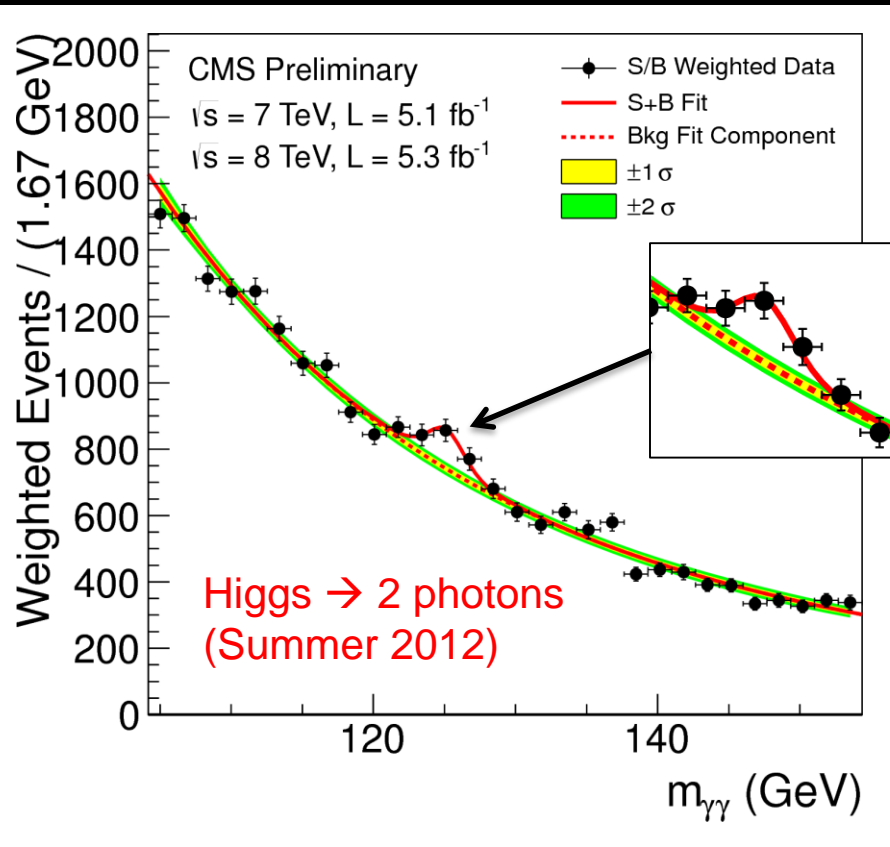 CMS Preliminary
√s = 7 TeV, L = 5.1 fb⁻¹
√s = 8 TeV, L = 5.3 fb⁻¹
S/B Weighted Data
S+B Fit
Bkg Fit Component
±1 σ
±2 σ
Weighted Events / (1.67 GeV)
2000
1800
1600
1400
1200
1000
800
600
400
200
0
Higgs → 2 photons
(Summer 2012)
120 140
mγγ (GeV)